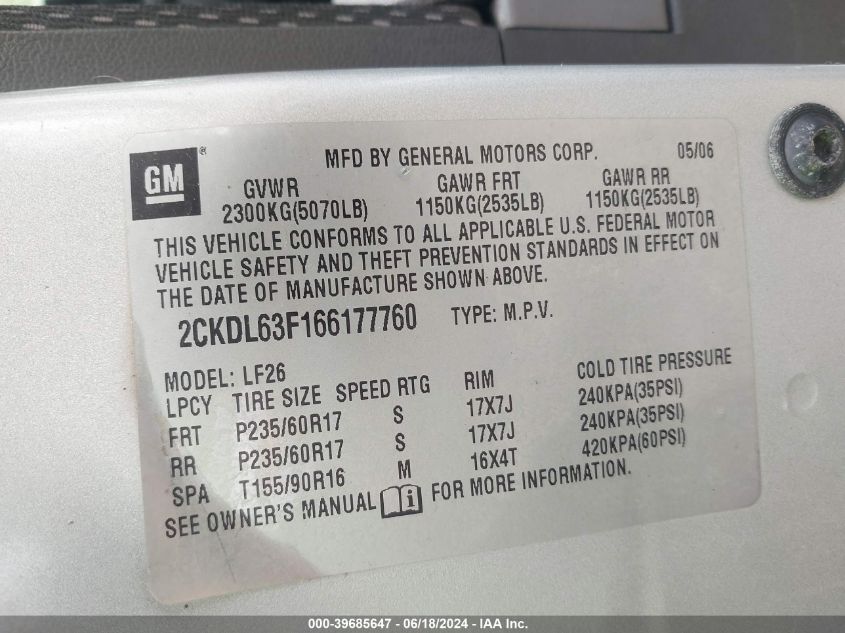 GM®
MFD BY GENERAL MOTORS CORP. 05/06
GVWR GAWR FRT GAWR RR
2300KG(5070LB) 1150KG(2535LB) 1150KG(2535LB)
THIS VEHICLE CONFORMS TO ALL APPLICABLE U.S. FEDERAL MOTOR
VEHICLE SAFETY AND THEFT PREVENTION STANDARDS IN EFFECT ON
THE DATE OF MANUFACTURE SHOWN ABOVE.
2CKDL63F166177760 TYPE: M.P.V.
MODEL: LF26
LPCY TIRE SIZE SPEED RTG RIM COLD TIRE PRESSURE
FRT P235/60R17 S 17X7J 240KPA(35PSI)
RR P235/60R17 S 17X7J 240KPA(35PSI)
SPA T155/90R16 M 16X4T 420KPA(60PSI)
SEE OWNER'S MANUAL i FOR MORE INFORMATION.
000-39685647 - 06/18/2024 - IAA Inc.